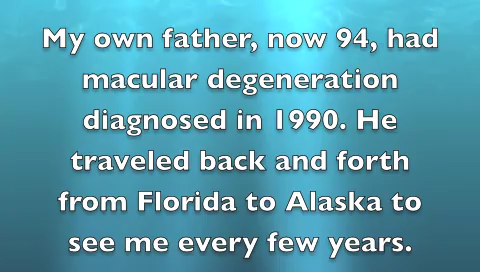 My own father, now 94, had
macular degeneration
diagnosed in 1990. He
traveled back and forth
from Florida to Alaska to
see me every few years.